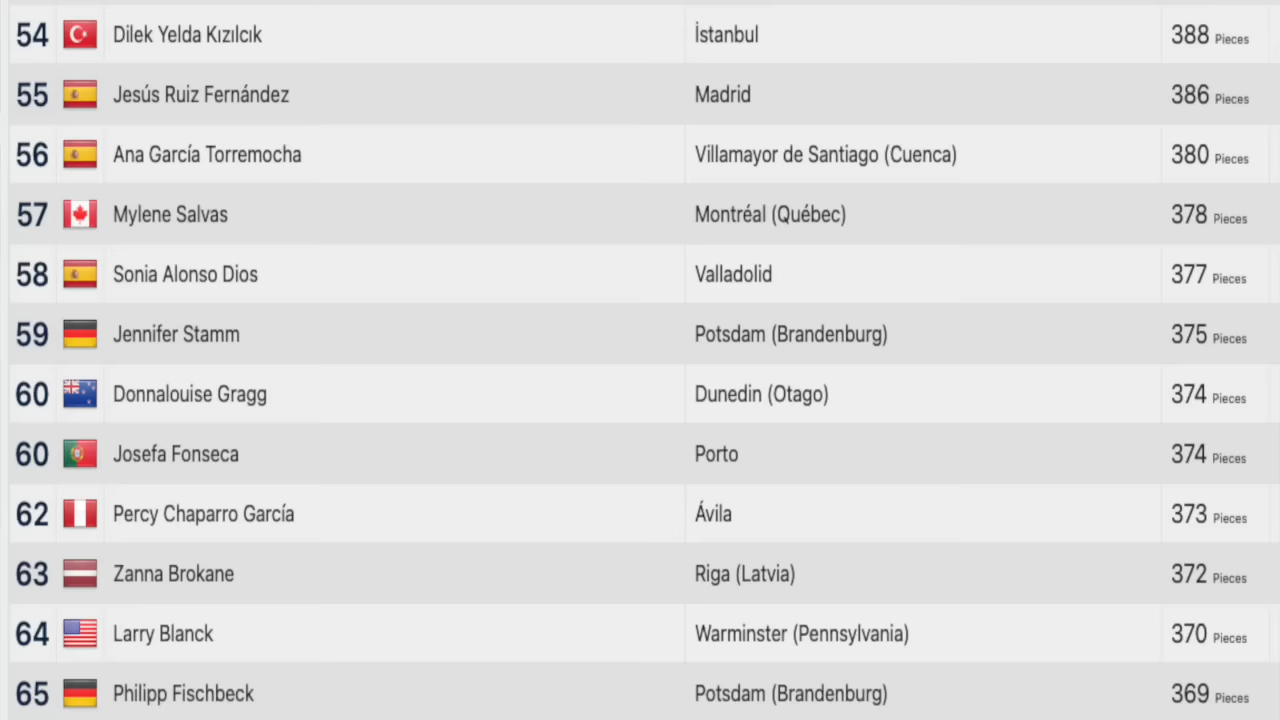 54 Dilek Yelda Kızılcık İstanbul 388 Pieces
55 Jesús Ruiz Fernández Madrid 386 Pieces
56 Ana García Torremocha Villamayor de Santiago (Cuenca) 380 Pieces
57 Mylene Salvas Montréal (Québec) 378 Pieces
58 Sonia Alonso Dios Valladolid 377 Pieces
59 Jennifer Stamm Potsdam (Brandenburg) 375 Pieces
60 Donnalouise Gragg Dunedin (Otago) 374 Pieces
60 Josefa Fonseca Porto 374 Pieces
62 Percy Chaparro García Ávila 373 Pieces
63 Zanna Brokane Riga (Latvia) 372 Pieces
64 Larry Blanck Warminster (Pennsylvania) 370 Pieces
65 Philipp Fischbeck Potsdam (Brandenburg) 369 Pieces